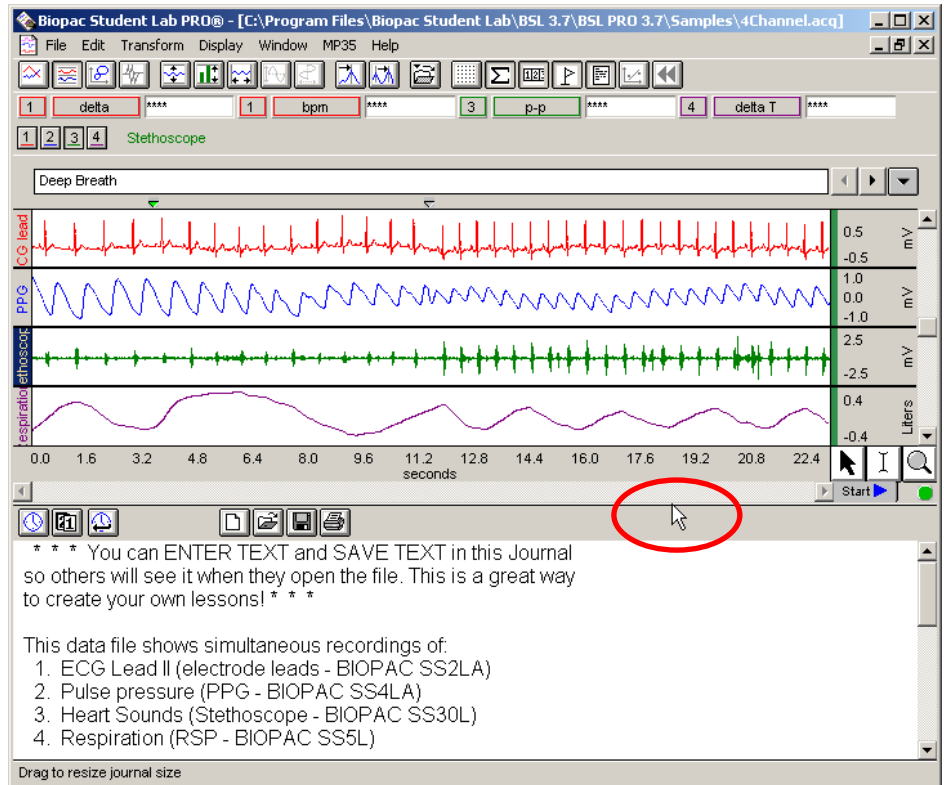 Biopac Student Lab PRO® - [C:\Program Files\Biopac Student Lab\BSL 3.7\BSL PRO 3.7\Samples\4Channel.acq]
File Edit Transform Display Window MP35 Help
1 delta **** 1 bpm **** 3 p-p **** 4 delta T ****
1 2 3 4 Stethoscope
Deep Breath
CG lead
0.5
-0.5
mV
PPG
1.0
0.0
-1.0
mV
ethoscop
2.5
-2.5
mV
espiration
0.4
-0.4
Liters
0.0 1.6 3.2 4.8 6.4 8.0 9.6 11.2 12.8 14.4 16.0 17.6 19.2 20.8 22.4
seconds
Start
* * * You can ENTER TEXT and SAVE TEXT in this Journal
so others will see it when they open the file. This is a great way
to create your own lessons! * * *
This data file shows simultaneous recordings of:
1. ECG Lead II (electrode leads - BIOPAC SS2LA)
2. Pulse pressure (PPG - BIOPAC SS4LA)
3. Heart Sounds (Stethoscope - BIOPAC SS30L)
4. Respiration (RSP - BIOPAC SS5L)
Drag to resize journal size